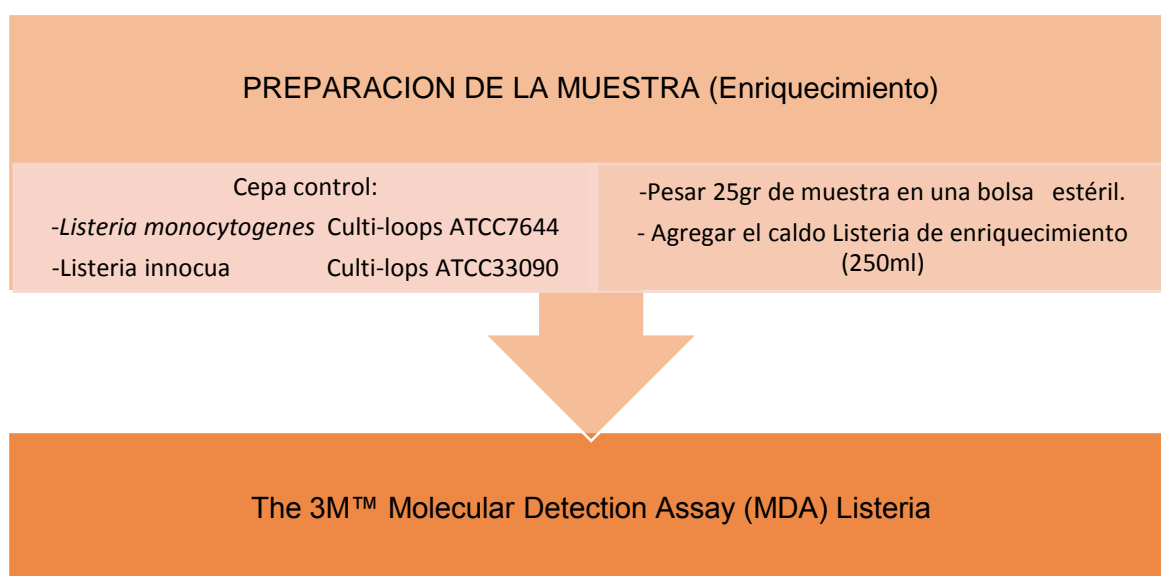 PREPARACION DE LA MUESTRA (Enriquecimiento)
Cepa control:
-Listeria monocytogenes Culti-loops ATCC7644
-Listeria innocua Culti-lops ATCC33090
-Pesar 25gr de muestra en una bolsa estéril.
- Agregar el caldo Listeria de enriquecimiento
(250ml)
The 3M™ Molecular Detection Assay (MDA) Listeria